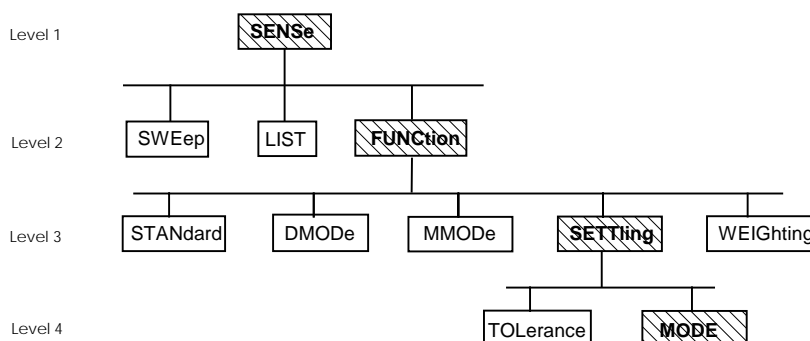 Level 1
SENSe
Level 2
SWEep
LIST
FUNCtion
Level 3
STANdard
DMODe
MMODe
SETTling
WEIGhting
Level 4
TOLerance
MODE